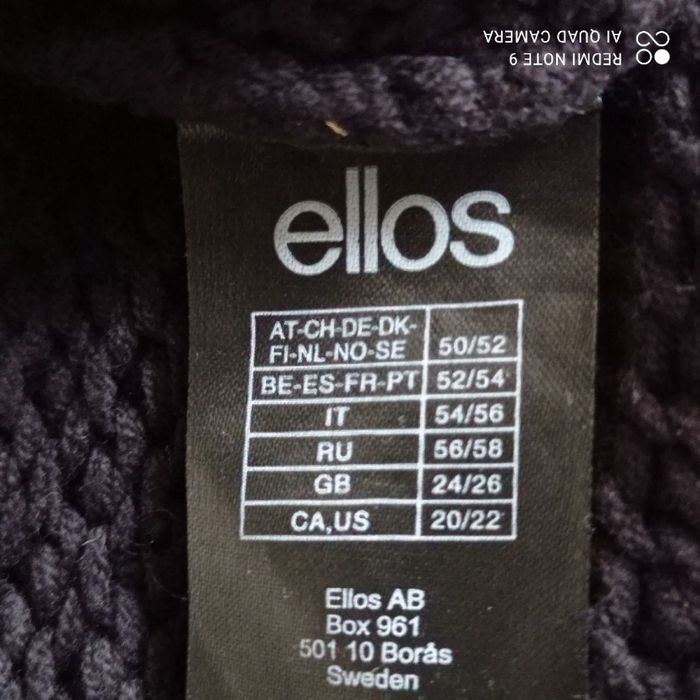 REDMI NOTE 9
AI QUAD CAMERA
ellos
AT-CH-DE-DK-
FI-NL-NO-SE 50/52
BE-ES-FR-PT 52/54
IT 54/56
RU 56/58
GB 24/26
CA,US 20/22
Ellos AB
Box 961
501 10 Borås
Sweden